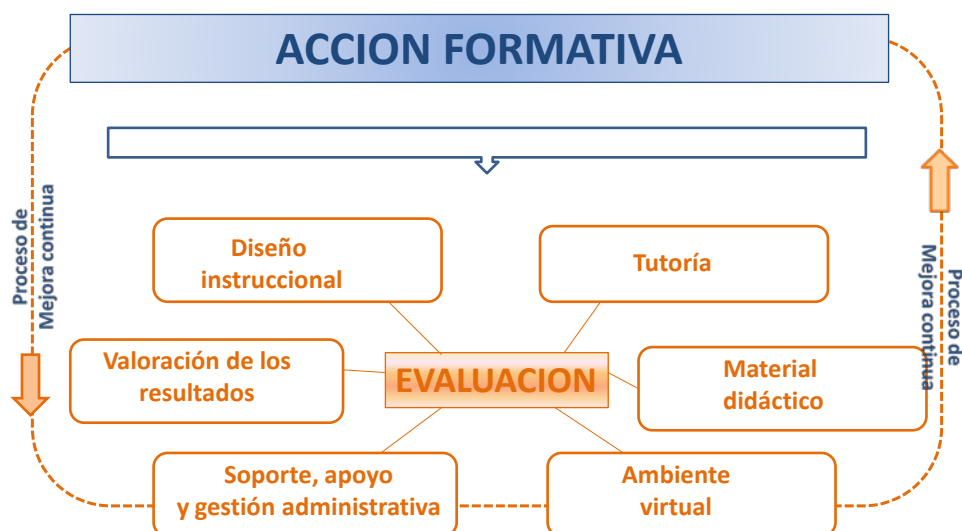 ACCION FORMATIVA
Proceso de
Mejora continua
Diseño
instruccional
Tutoría
Valoración de los
resultados
EVALUACION
Material
didáctico
Soporte, apoyo
y gestión administrativa
Ambiente
virtual
Proceso de
Mejora continua